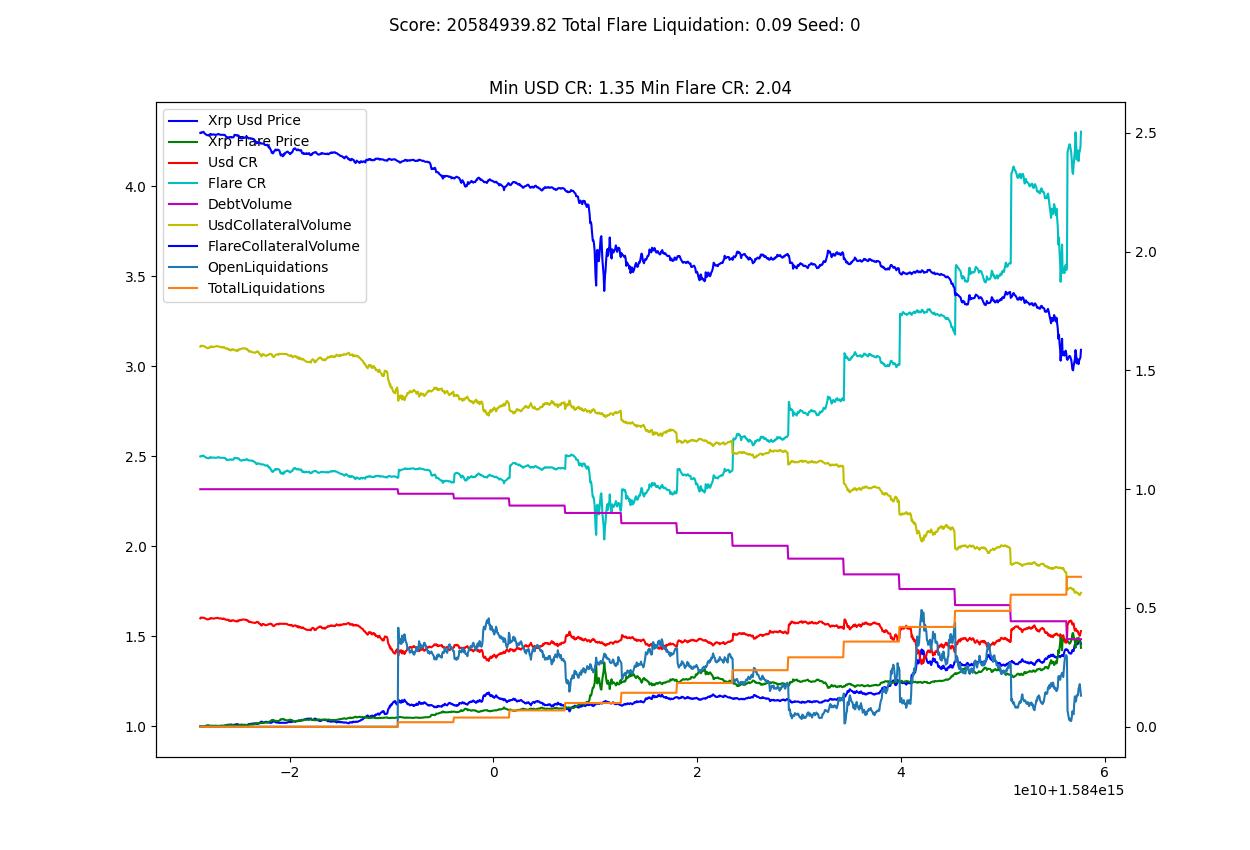 Score: 20584939.82 Total Flare Liquidation: 0.09 Seed: 0
Min USD CR: 1.35 Min Flare CR: 2.04
Xrp Usd Price
Xrp Flare Price
Usd CR
Flare CR
DebtVolume
UsdCollateralVolume
FlareCollateralVolume
OpenLiquidations
TotalLiquidations
4.0
3.5
3.0
2.5
2.0
1.5
1.0
2.5
2.0
1.5
1.0
0.5
0.0
−2
0
2
4
6
1e10+1.584e15